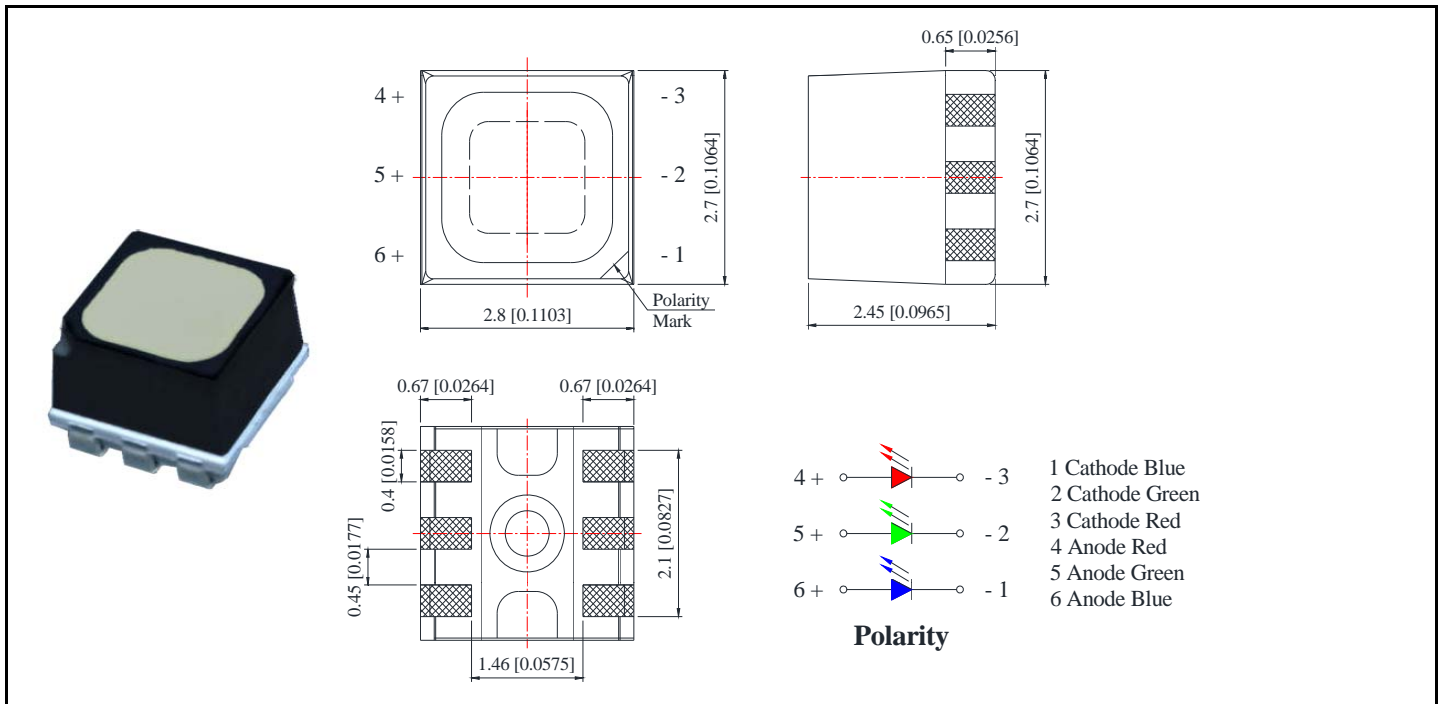 0.65 [0.0256]
4 +
- 3
5 +
- 2
6 +
- 1
2.7 [0.1064]
2.7 [0.1064]
Polarity
Mark
2.8 [0.1103]
2.45 [0.0965]
0.67 [0.0264]
0.67 [0.0264]
0.4 [0.0158]
0.45 [0.0177]
2.1 [0.0827]
1.46 [0.0575]
4 +
- 3
5 +
- 2
6 +
- 1
Polarity
1 Cathode Blue
2 Cathode Green
3 Cathode Red
4 Anode Red
5 Anode Green
6 Anode Blue